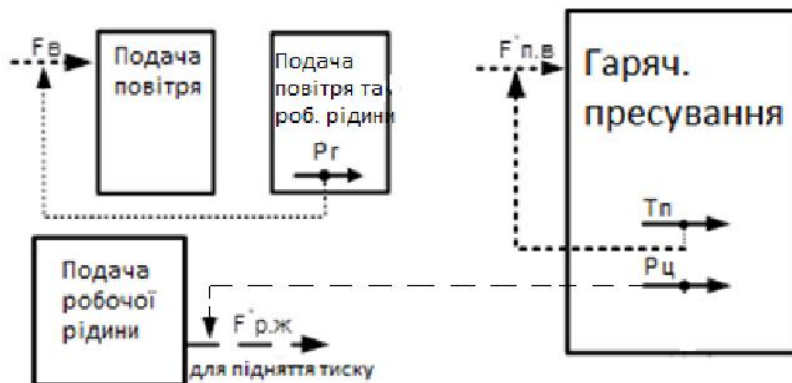 Fв
Подача
повітря
Подача
повітря та
роб. рідини
Pг
F'п.в
Гаряч.
пресування
Tп
Pц
Подача
робочої
рідини
F'р.ж
для підняття тиску